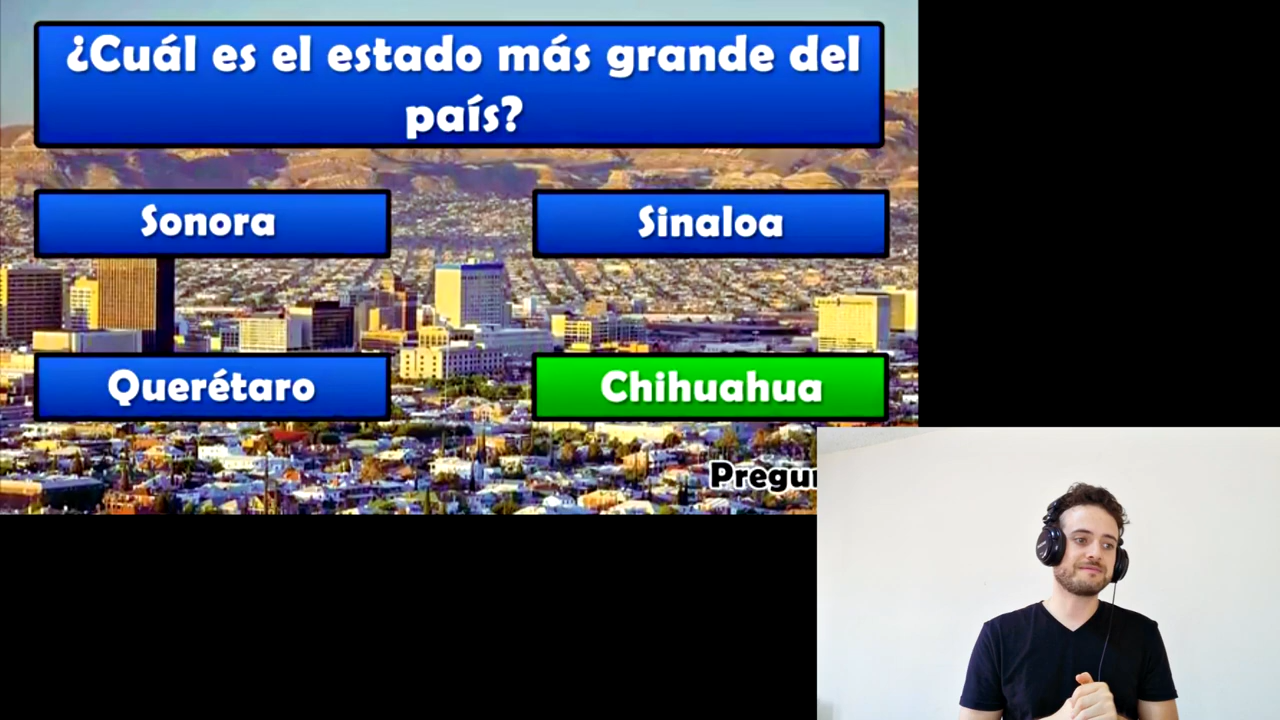 ¿Cuál es el estado más grande del
país?
Sonora
Sinaloa
Querétaro
Chihuahua